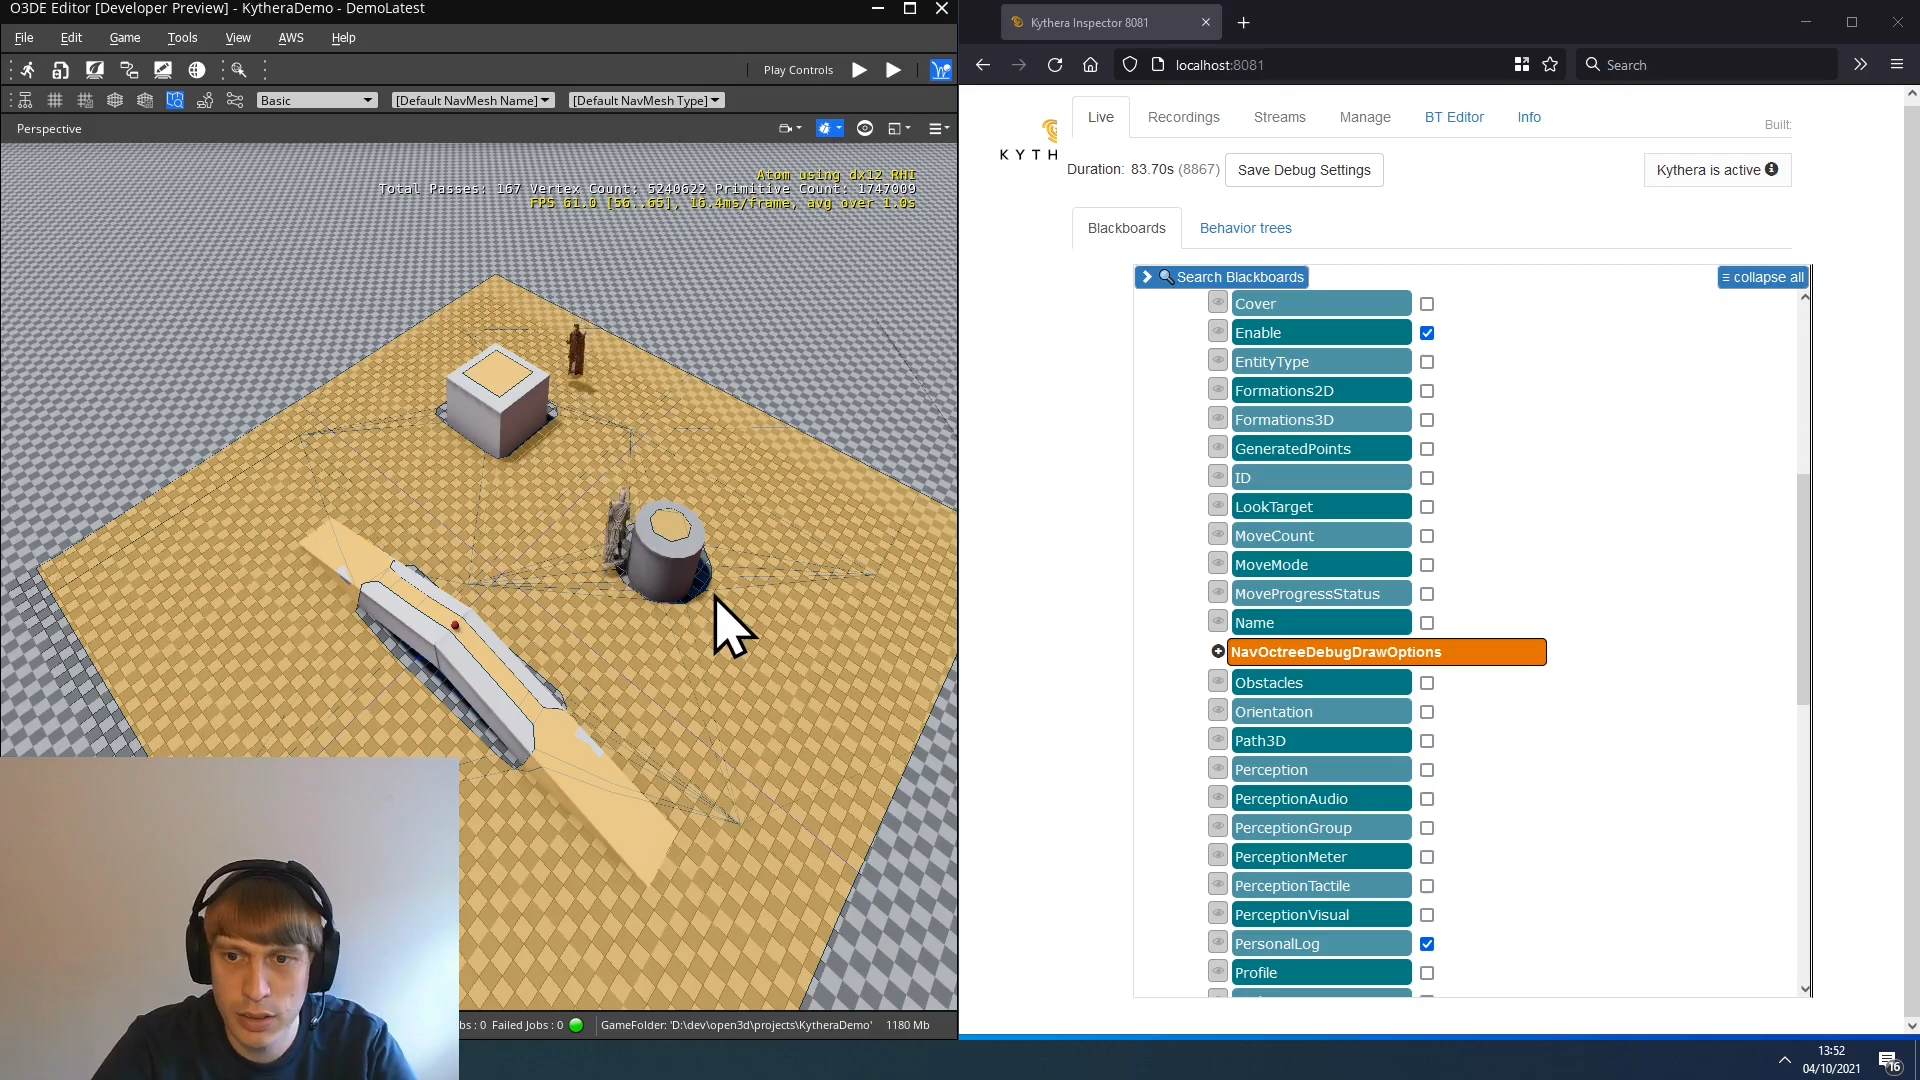 O3DE Editor [Developer Preview] - KytheraDemo - DemoLatest
File Edit Game Tools View AWS Help
Play Controls
Basic [Default NavMesh Name] [Default NavMesh Type]
Perspective
Atom using dx12 RHI
Total Passes: 167 Vertex Count: 5240622 Primitive Count: 1747009
FPS 61.0 [56..65], 16.4ms/frame, avg over 1.0s
bs : 0 Failed Jobs : 0 GameFolder: 'D:\dev\open3d\projects\KytheraDemo' 1180 Mb
Kythera Inspector 8081
localhost:8081
Search
KYTH
Live Recordings Streams Manage BT Editor Info
Built:
Duration: 83.70s (8867) Save Debug Settings
Kythera is active
Blackboards Behavior trees
Search Blackboards
collapse all
Cover
Enable
EntityType
Formations2D
Formations3D
GeneratedPoints
ID
LookTarget
MoveCount
MoveMode
MoveProgressStatus
Name
NavOctreeDebugDrawOptions
Obstacles
Orientation
Path3D
Perception
PerceptionAudio
PerceptionGroup
PerceptionMeter
PerceptionTactile
PerceptionVisual
PersonalLog
Profile
13:52
04/10/2021
16